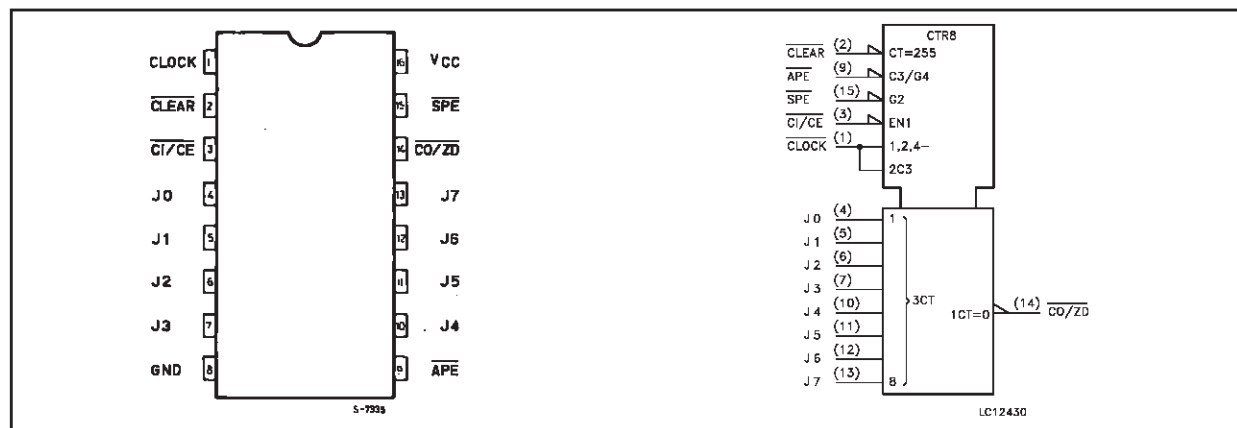 CLOCK 1 16 VCC
CLEAR 2 15 SPE
CI/CE 3 14 CO/ZD
J0 4 13 J7
J1 5 12 J6
J2 6 11 J5
J3 7 10 J4
GND 8 9 APE
S-7335
CTR8
CLEAR (2) CT=255
APE (9) C3/G4
SPE (15) G2
CI/CE (3) EN1
CLOCK (1) 1,2,4-
2C3
J0 (4) 1
J1 (5)
J2 (6)
J3 (7) 3CT
J4 (10) 1CT=0 (14) CO/ZD
J5 (11)
J6 (12)
J7 (13) 8
LC12430